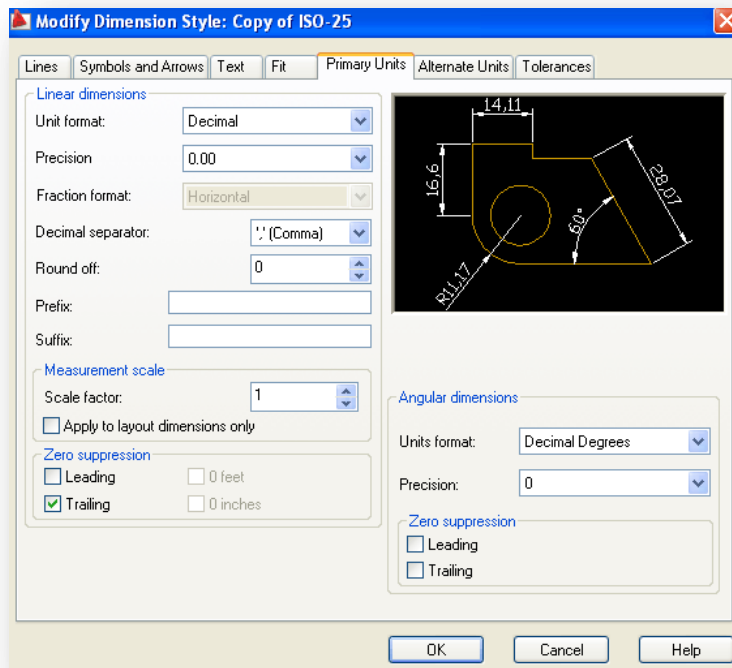 Modify Dimension Style: Copy of ISO-25
Lines Symbols and Arrows Text Fit Primary Units Alternate Units Tolerances
Linear dimensions
Unit format: Decimal
Precision 0.00
Fraction format: Horizontal
Decimal separator: ',' (Comma)
Round off: 0
Prefix:
Suffix:
Measurement scale
Scale factor: 1
Apply to layout dimensions only
Zero suppression
Leading 0 feet
Trailing 0 inches
14,11
16,6
28,07
60°
R11,17
Angular dimensions
Units format: Decimal Degrees
Precision: 0
Zero suppression
Leading
Trailing
OK Cancel Help